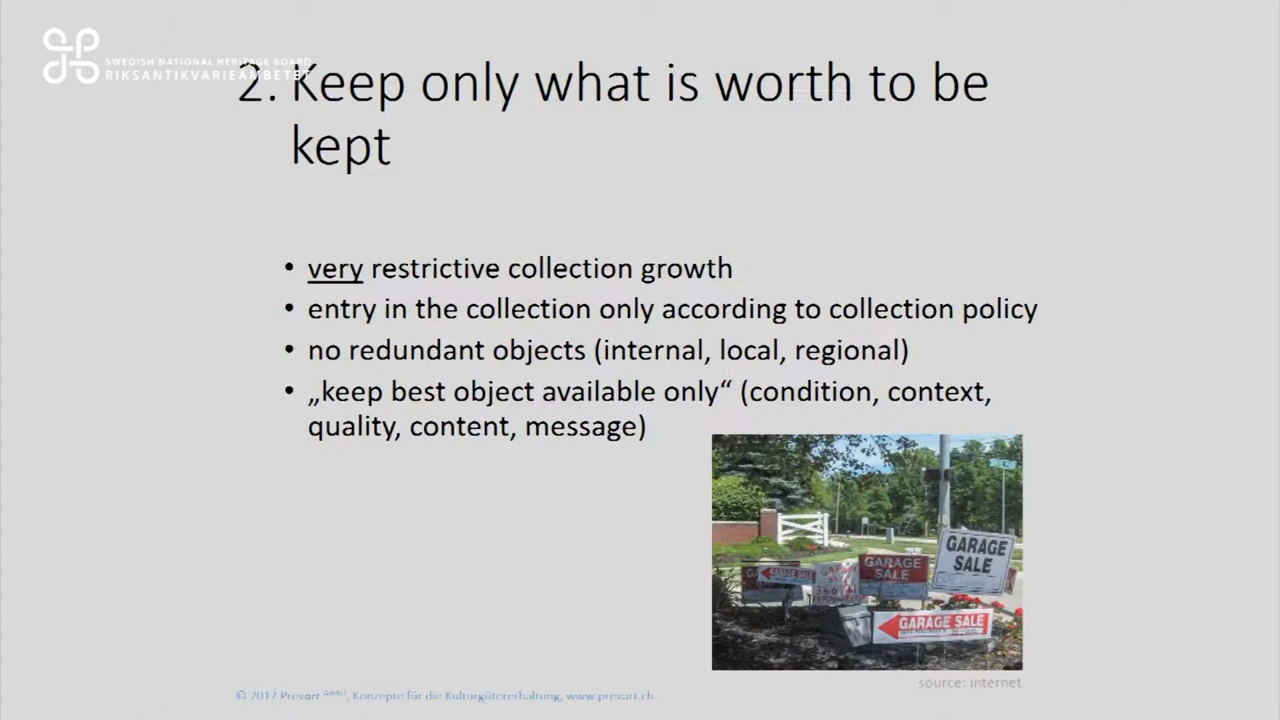 SWEDISH NATIONAL HERITAGE BOARD
RIKSANTIKVARIEÄMBETET
2. Keep only what is worth to be
kept
• very restrictive collection growth
• entry in the collection only according to collection policy
• no redundant objects (internal, local, regional)
• „keep best object available only“ (condition, context,
quality, content, message)
GARAGE
SALE
GARAGE
SALE
GARAGE SALE
GARAGE SALE
source: internet
© 2017 Prevart GmbH, Konzepte für die Kulturgütererhaltung, www.prevart.ch